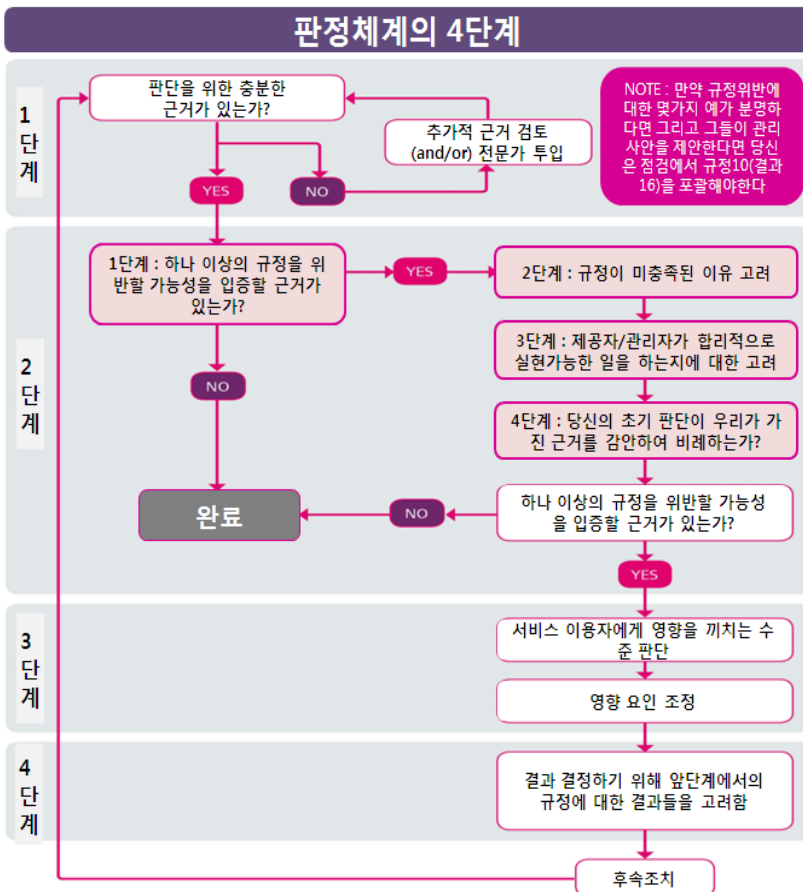 판정체계의 4단계
1
단
계
판단을 위한 충분한
근거가 있는가?
추가적 근거 검토
(and/or) 전문가 투입
NOTE : 만약 규정위반에
대한 몇가지 예가 분명하
다면 그리고 그들이 관리
사안을 제안한다면 당신
은 점검에서 규정10(결과
16)을 포괄해야한다
YES
NO
2
단
계
1단계 : 하나 이상의 규정을 위
반할 가능성을 입증할 근거가
있는가?
YES
2단계 : 규정이 미충족된 이유 고려
3단계 : 제공자/관리자가 합리적으로
실현가능한 일을 하는지에 대한 고려
NO
4단계 : 당신의 초기 판단이 우리가 가
진 근거를 감안하여 비례하는가?
완료
NO
하나 이상의 규정을 위반할 가능성
을 입증할 근거가 있는가?
YES
3
단
계
서비스 이용자에게 영향을 끼치는 수
준 판단
영향 요인 조정
4
단
계
결과 결정하기 위해 앞단계에서의
규정에 대한 결과들을 고려함
후속조치